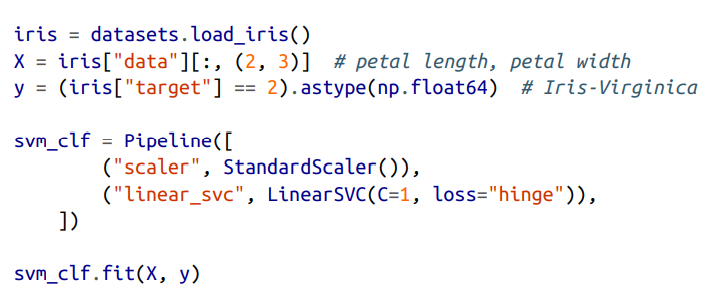 iris = datasets.load_iris()
X = iris["data"][:, (2, 3)]  # petal length, petal width
y = (iris["target"] == 2).astype(np.float64)  # Iris-Virginica
svm_clf = Pipeline([
        ("scaler", StandardScaler()),
        ("linear_svc", LinearSVC(C=1, loss="hinge")),
    ])
svm_clf.fit(X, y)